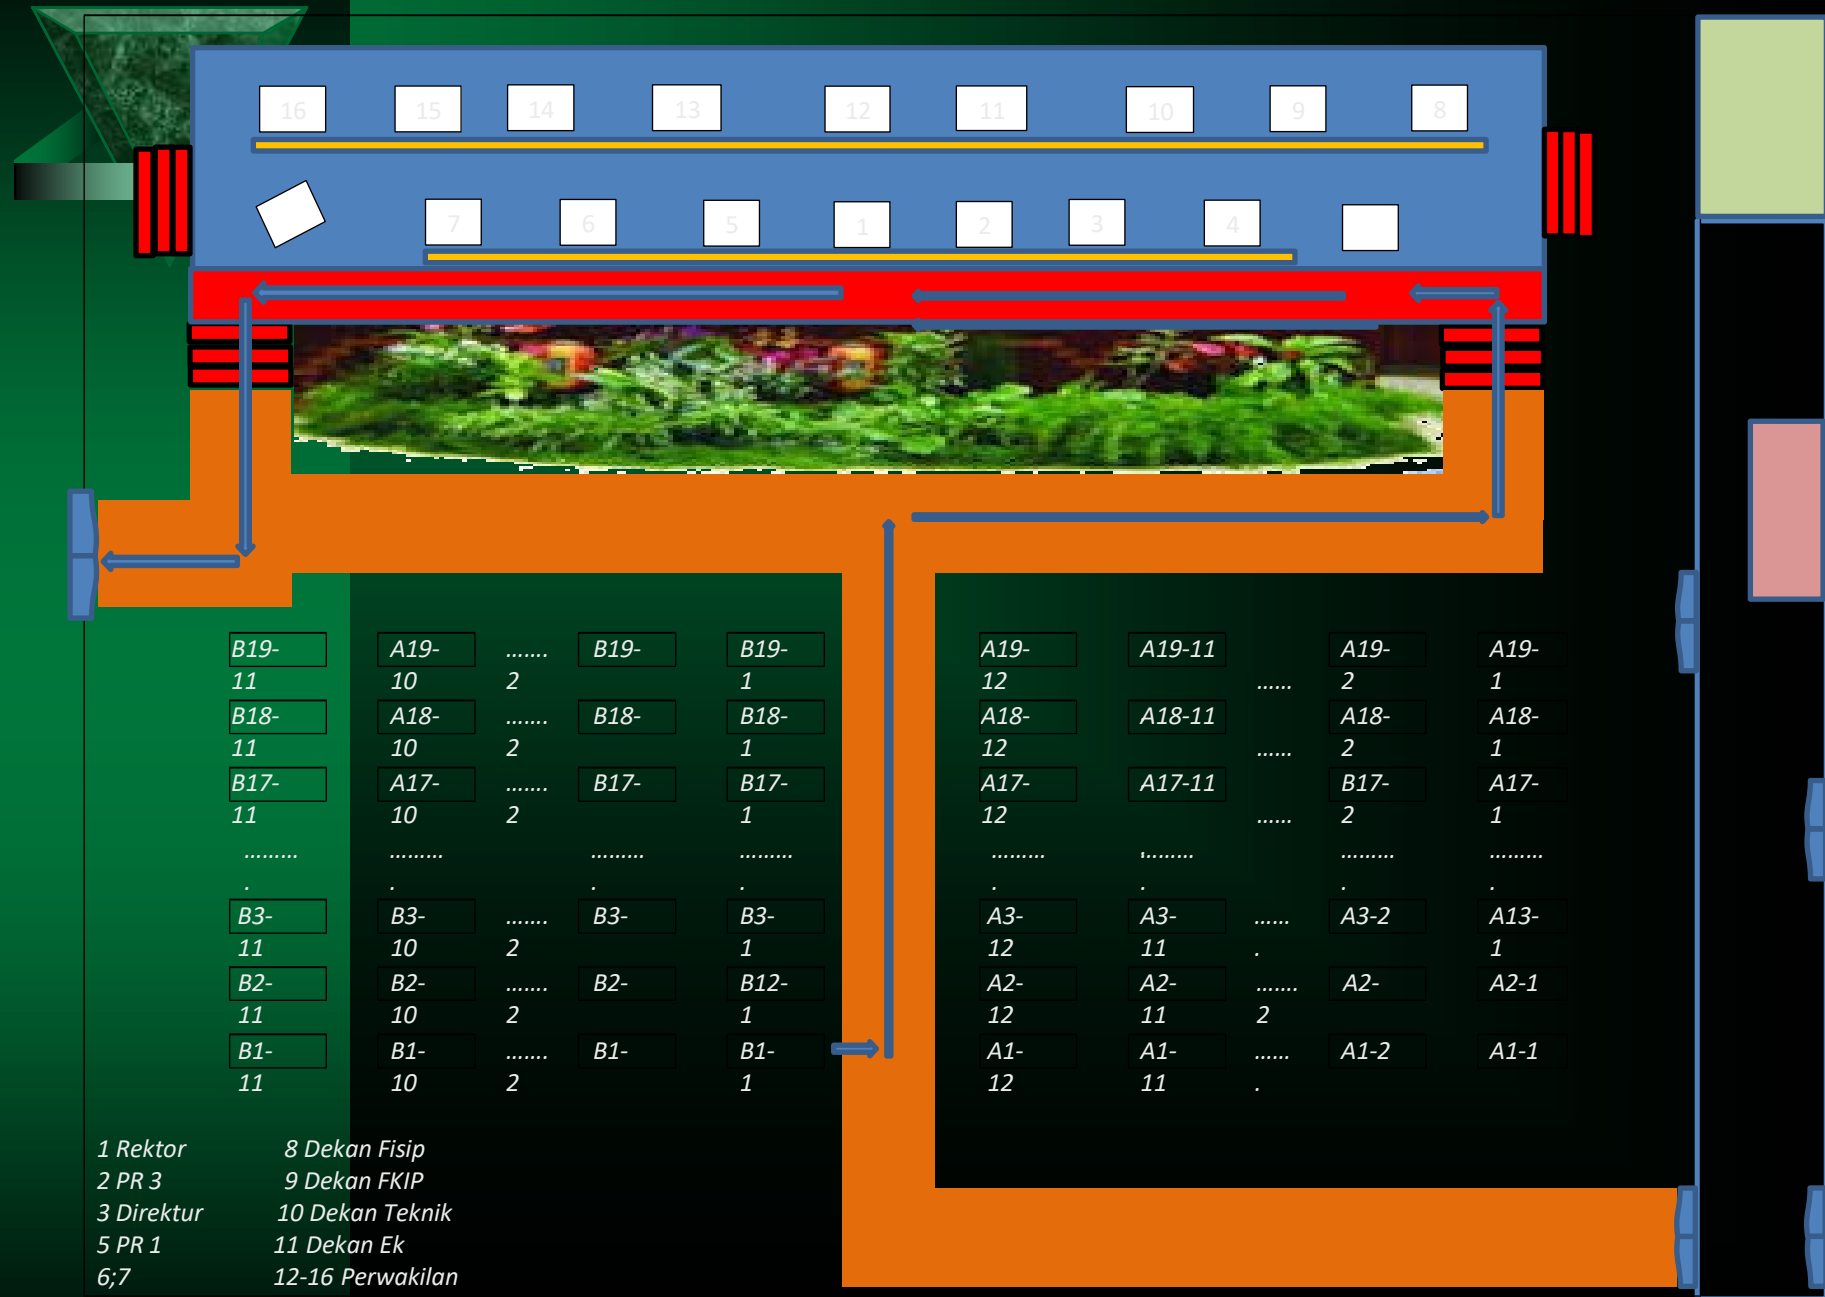 16 15 14 13 12 11 10 9 8
7 6 5 1 2 3 4
B19- A19- ....... B19- B19- A19- A19-11 A19- A19-
11 10 2 1 12 ...... 2 1
B18- A18- ....... B18- B18- A18- A18-11 A18- A18-
11 10 2 1 12 ...... 2 1
B17- A17- ....... B17- B17- A17- A17-11 B17- A17-
11 10 2 1 12 ...... 2 1
......... ......... ......... ......... ......... ......... ......... .........
. . . . . . . .
B3- B3- ....... B3- B3- A3- A3- ...... A3-2 A13-
11 10 2 1 12 11 . 1
B2- B2- ....... B2- B12- A2- A2- ....... A2- A2-1
11 10 2 1 12 11 2
B1- B1- ....... B1- B1- A1- A1- ...... A1-2 A1-1
11 10 2 1 12 11 .
1 Rektor 8 Dekan Fisip
2 PR 3 9 Dekan FKIP
3 Direktur 10 Dekan Teknik
5 PR 1 11 Dekan Ek
6;7 12-16 Perwakilan